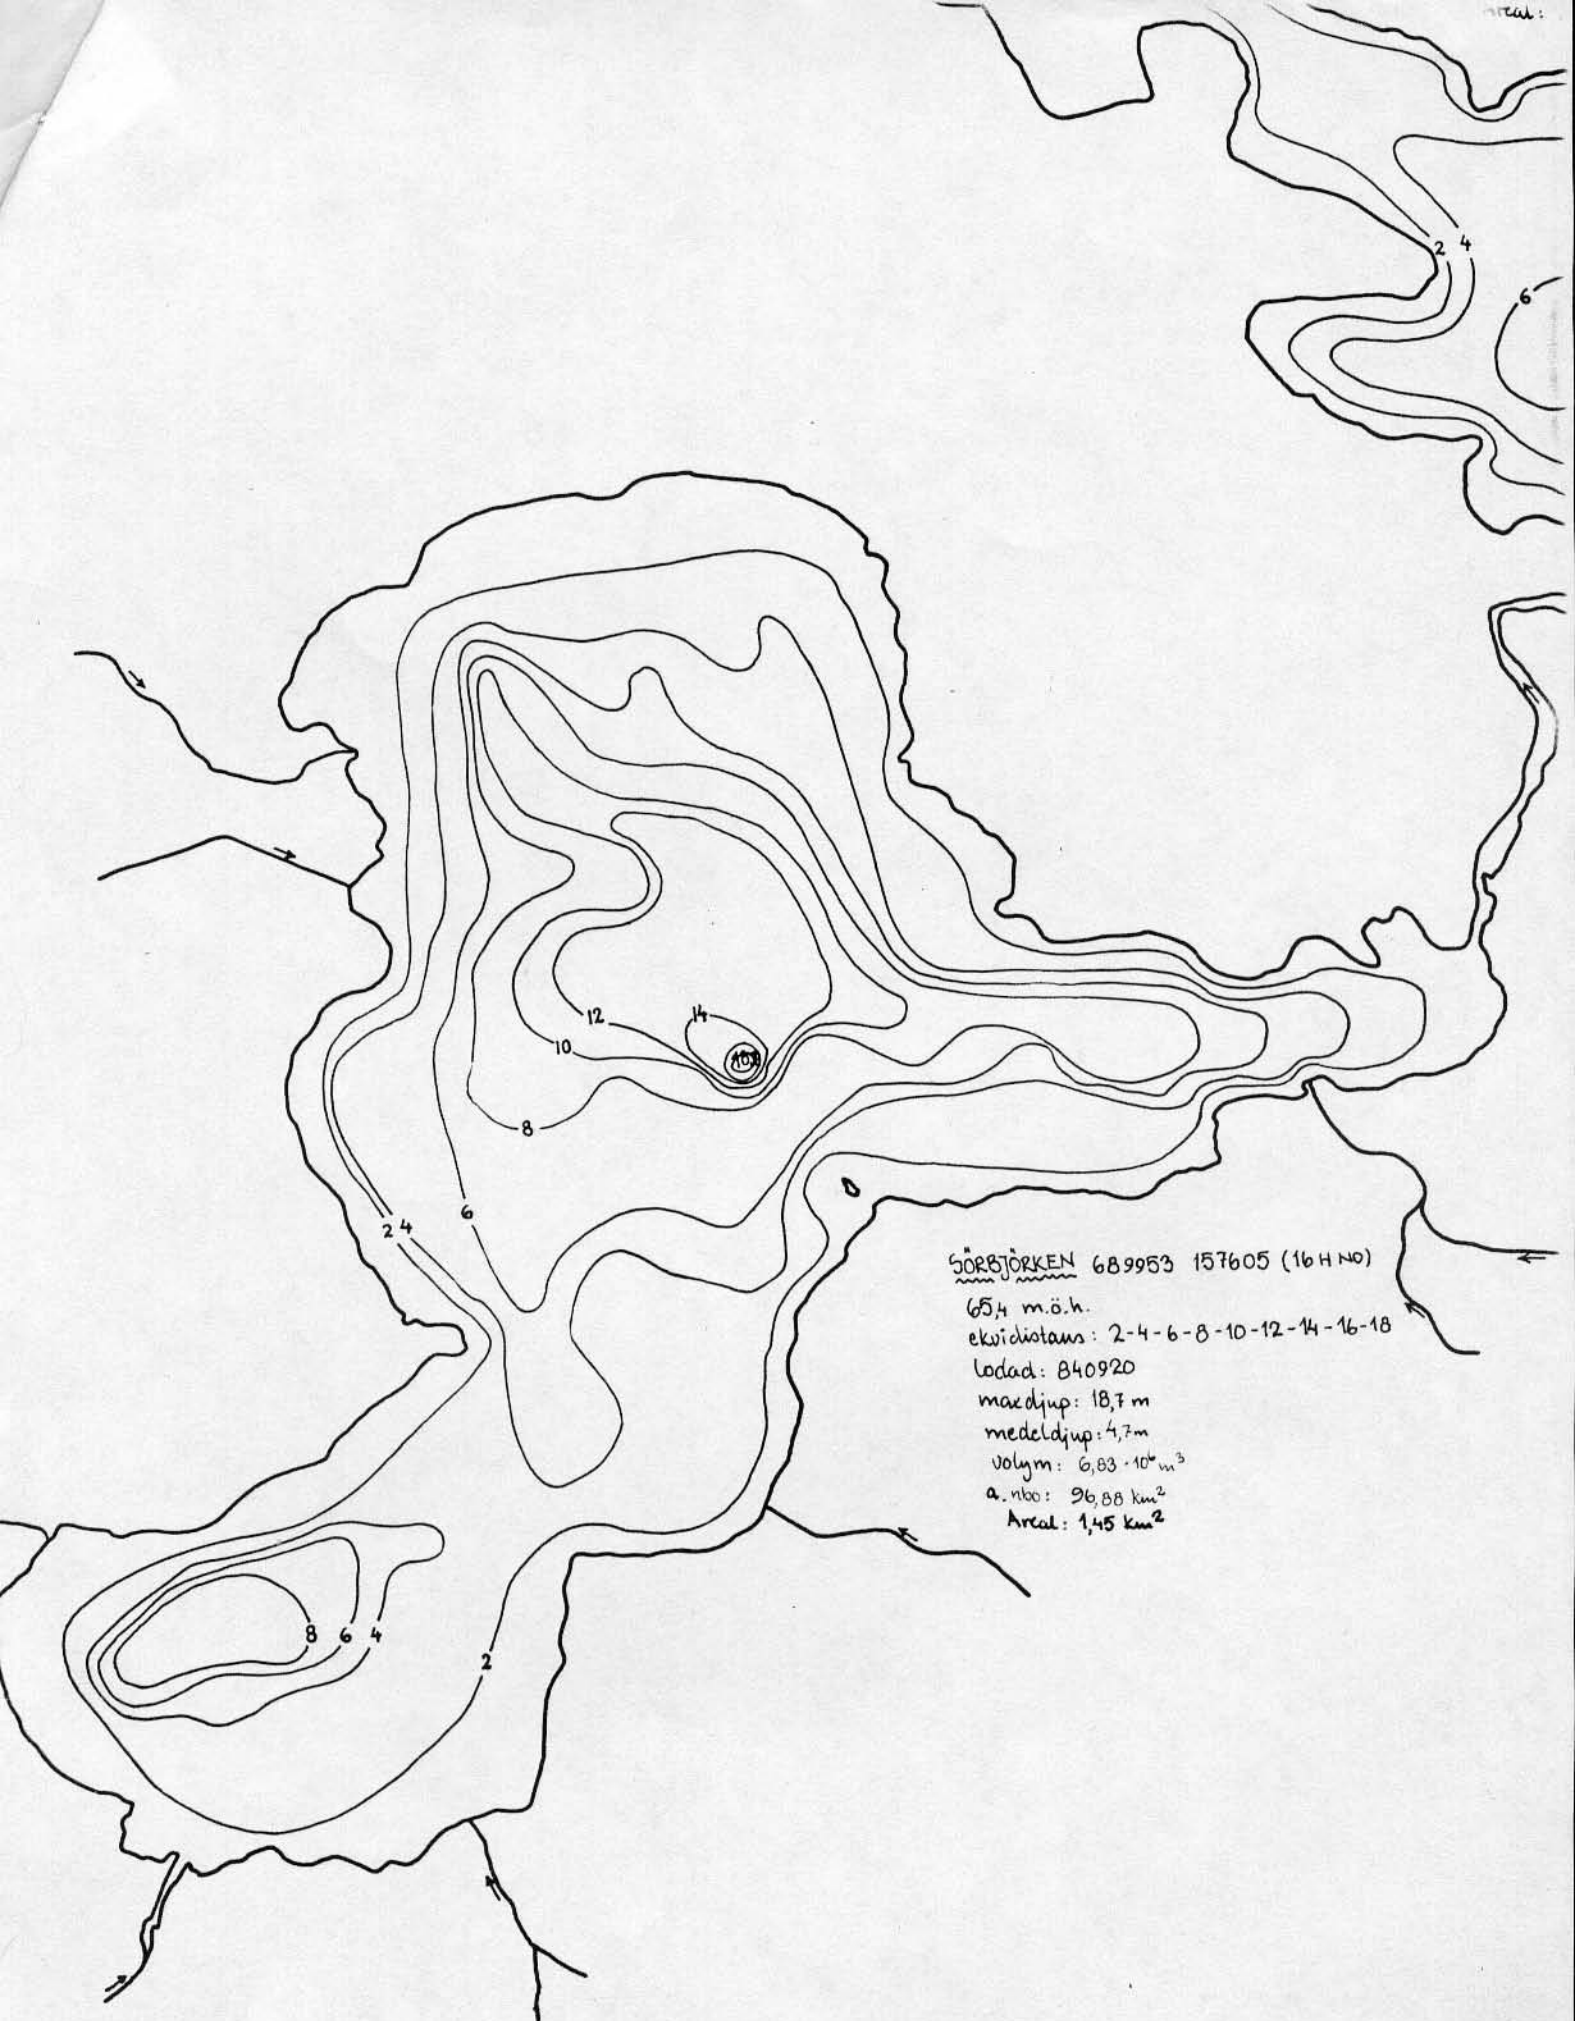 Areal:
2 4
6
14
12
10
8
6
2 4
SÖRBJÖRKEN 689953 157605 (16 H NO)
65,4 m.ö.h.
ekvidistans: 2-4-6-8-10-12-14-16-18
lodad: 840920
maxdjup: 18,7 m
medeldjup: 4,7m
volym: 6,83 · 10⁶ m³
a. nbo: 96,88 km²
Areal: 1,45 km²
8 6 4
2